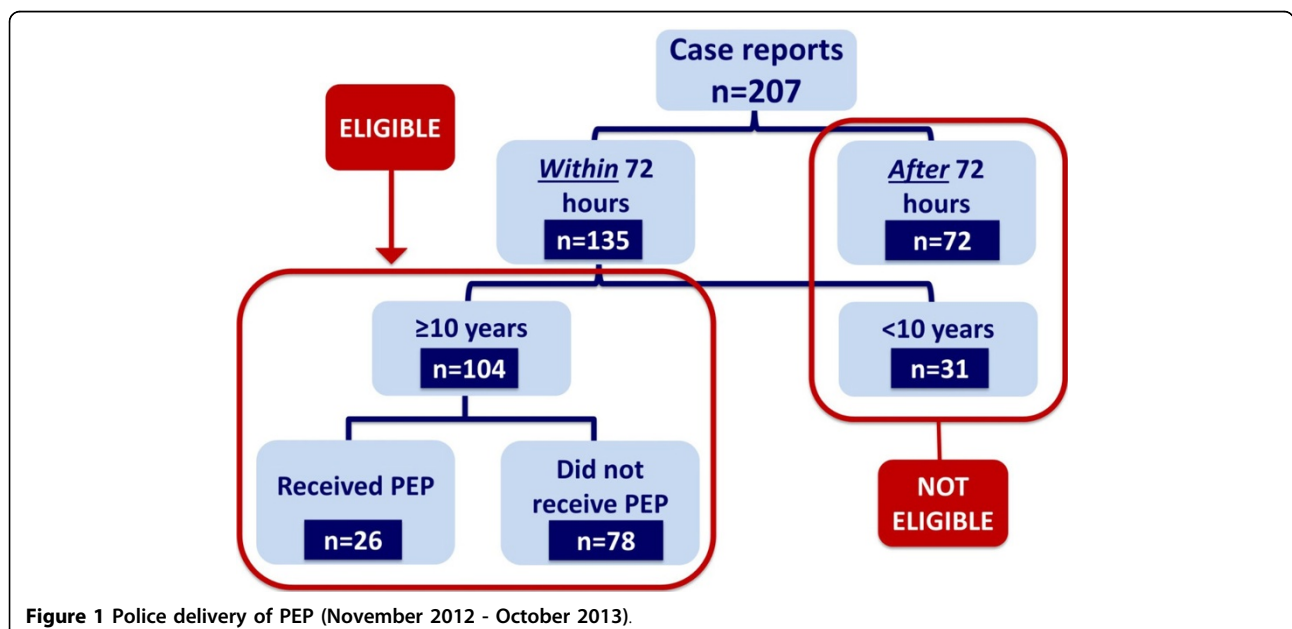 Case reports
n=207
ELIGIBLE
Within 72
hours
n=135
After 72
hours
n=72
≥10 years
n=104
<10 years
n=31
Received PEP
n=26
Did not
receive PEP
n=78
NOT
ELIGIBLE
Figure 1 Police delivery of PEP (November 2012 - October 2013).